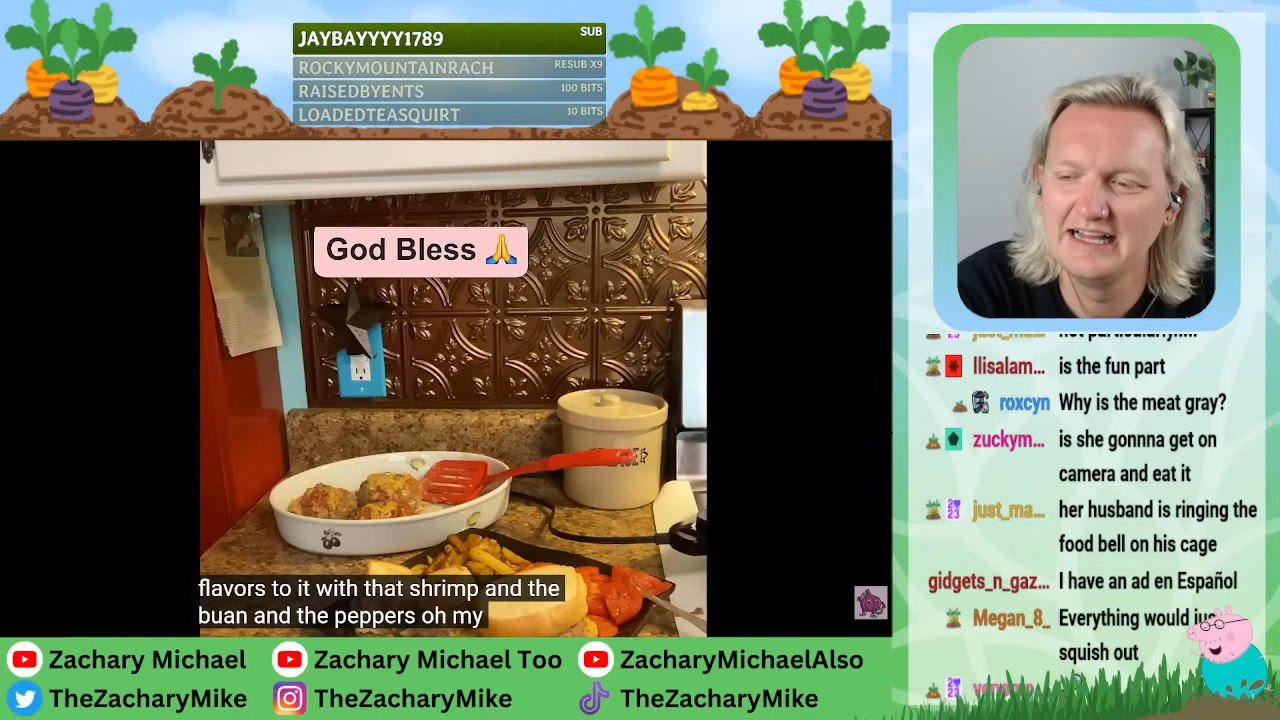 JAYBAYYYY1789
SUB
ROCKYMOUNTAINRACH
RESUB X9
RAISEDBYENTS
100 BITS
LOADEDTEASQUIRT
10 BITS
God Bless 🙏
flavors to it with that shrimp and the
buan and the peppers oh my
llisalam... is the fun part
roxcyn Why is the meat gray?
zuckym... is she gonnna get on
camera and eat it
just_ma... her husband is ringing the
food bell on his cage
gidgets_n_gaz... I have an ad en Español
Megan_8_ Everything would
squish out
Zachary Michael
Zachary Michael Too
ZacharyMichaelAlso
TheZacharyMike
TheZacharyMike
TheZacharyMike